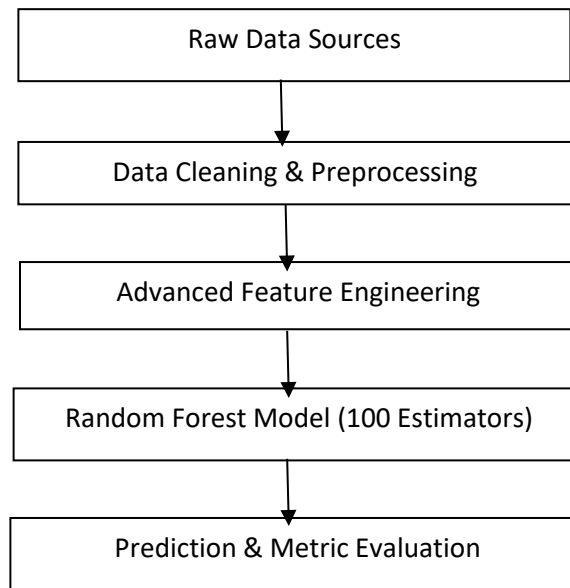 Raw Data Sources
Data Cleaning & Preprocessing
Advanced Feature Engineering
Random Forest Model (100 Estimators)
Prediction & Metric Evaluation